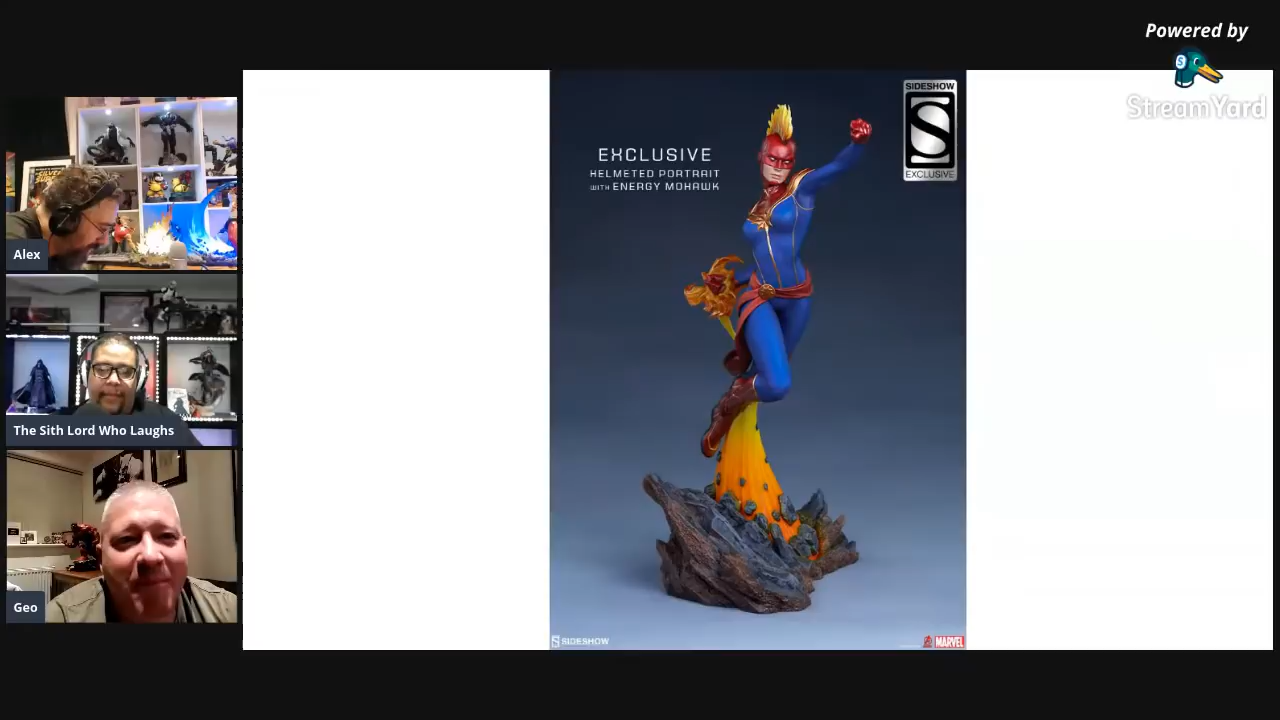 Powered by
StreamYard
SIDESHOW
S
EXCLUSIVE
EXCLUSIVE
HELMETED PORTRAIT
WITH ENERGY MOHAWK
Alex
The Sith Lord Who Laughs
Geo
S SIDESHOW
MARVEL